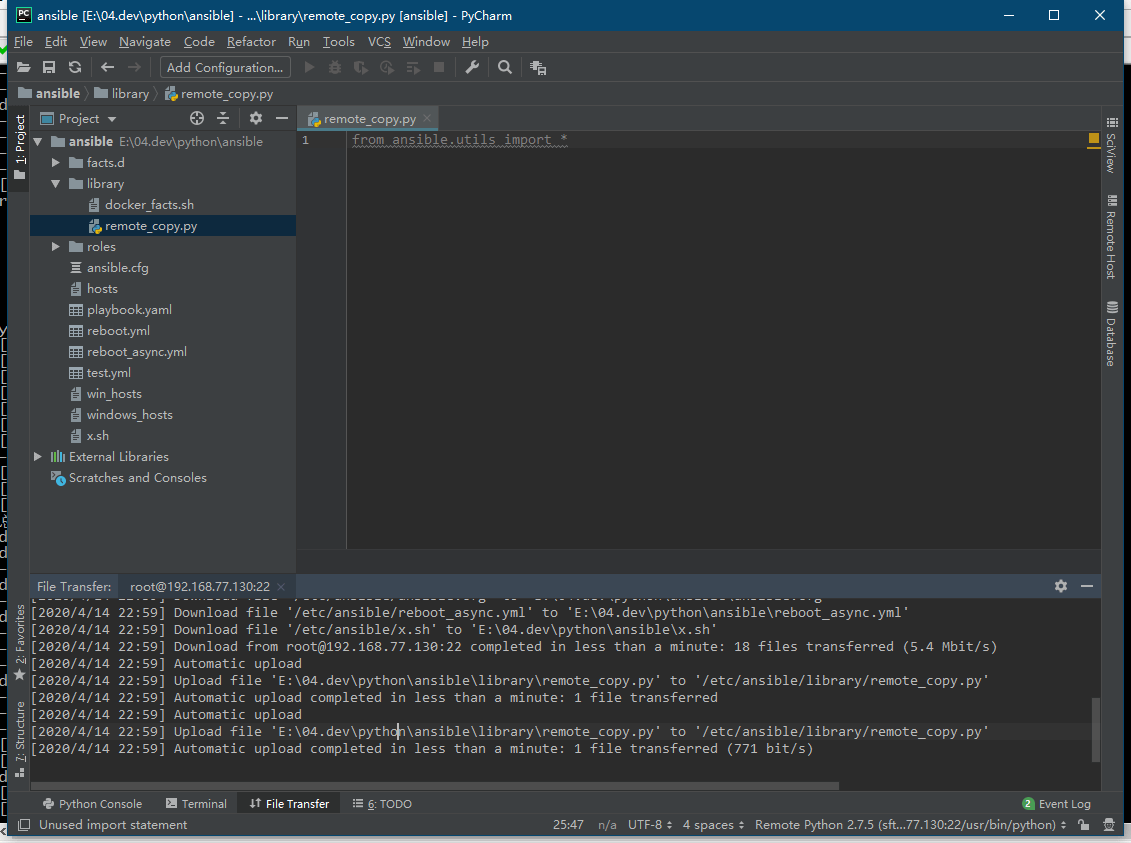 ansible [E:\04.dev\python\ansible] - ...\library\remote_copy.py [ansible] - PyCharm
File Edit View Navigate Code Refactor Run Tools VCS Window Help
Add Configuration...
ansible library remote_copy.py
Project
remote_copy.py
1: Project
ansible E:\04.dev\python\ansible
facts.d
library
docker_facts.sh
remote_copy.py
roles
ansible.cfg
hosts
playbook.yaml
reboot.yml
reboot_async.yml
test.yml
win_hosts
windows_hosts
x.sh
External Libraries
Scratches and Consoles
1 from ansible.utils import *
SciView
Remote Host
Database
File Transfer: root@192.168.77.130:22
[2020/4/14 22:59] Download file '/etc/ansible/reboot_async.yml' to 'E:\04.dev\python\ansible\reboot_async.yml'
[2020/4/14 22:59] Download file '/etc/ansible/x.sh' to 'E:\04.dev\python\ansible\x.sh'
[2020/4/14 22:59] Download from root@192.168.77.130:22 completed in less than a minute: 18 files transferred (5.4 Mbit/s)
[2020/4/14 22:59] Automatic upload
[2020/4/14 22:59] Upload file 'E:\04.dev\python\ansible\library\remote_copy.py' to '/etc/ansible/library/remote_copy.py'
[2020/4/14 22:59] Automatic upload completed in less than a minute: 1 file transferred
[2020/4/14 22:59] Automatic upload
[2020/4/14 22:59] Upload file 'E:\04.dev\python\ansible\library\remote_copy.py' to '/etc/ansible/library/remote_copy.py'
[2020/4/14 22:59] Automatic upload completed in less than a minute: 1 file transferred (771 bit/s)
2: Favorites
7: Structure
Python Console Terminal File Transfer 6: TODO 2 Event Log
Unused import statement 25:47 n/a UTF-8 4 spaces Remote Python 2.7.5 (sft...77.130:22/usr/bin/python)